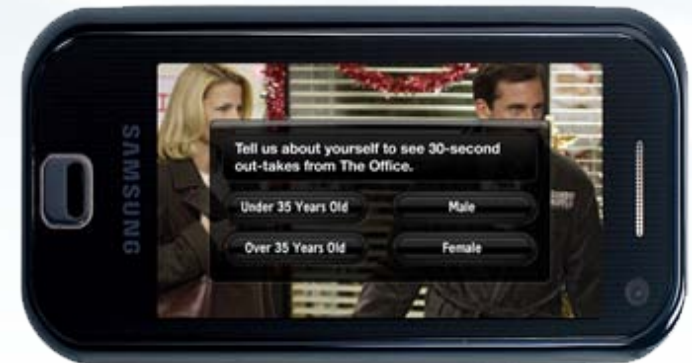 SAMSUNG
Tell us about yourself to see 30-second
out-takes from The Office.
Under 35 Years Old
Male
Over 35 Years Old
Female